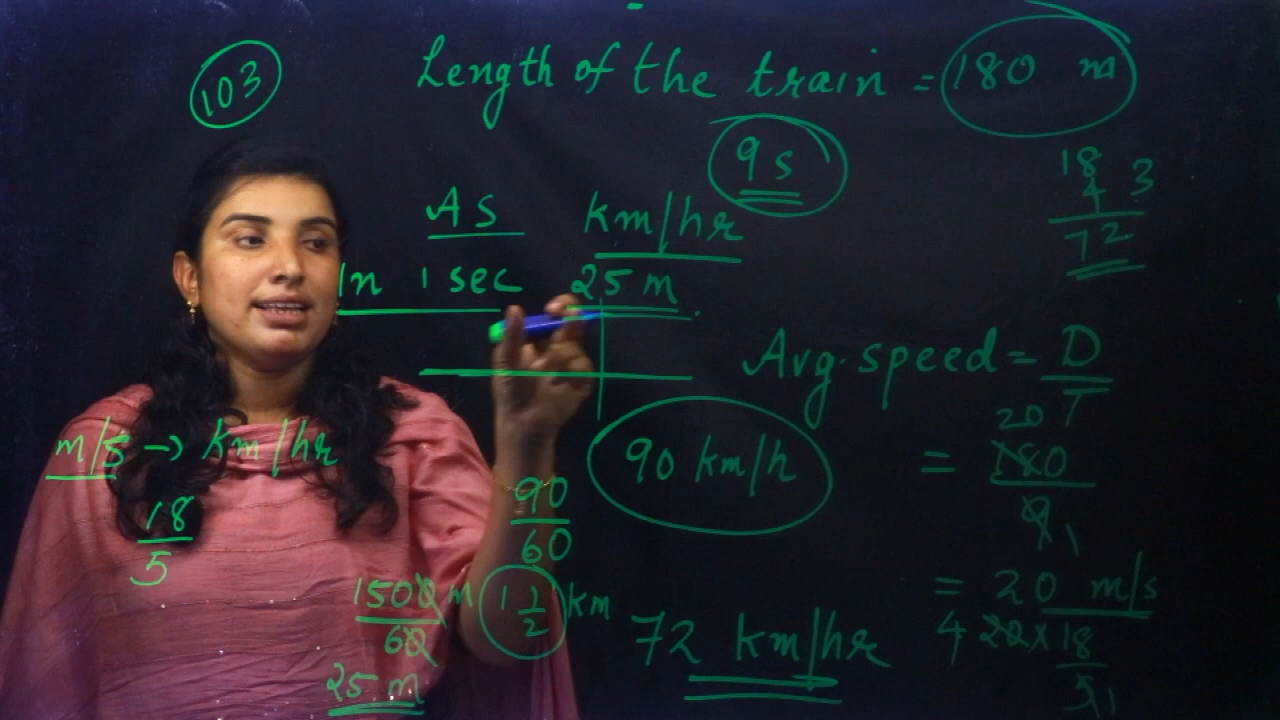 103
Length of the train = 180 m
9 s
18
4 3
72
AS km/hr
In 1 sec 25 m
Avg. speed = D
T
m/s → km/hr
18
5
90 km/h
20
= 180
9 1
90
60
1500 m 1 1/2 km
60
25 m
= 20 m/s
4 20 x 18
5 1
72 km/hr